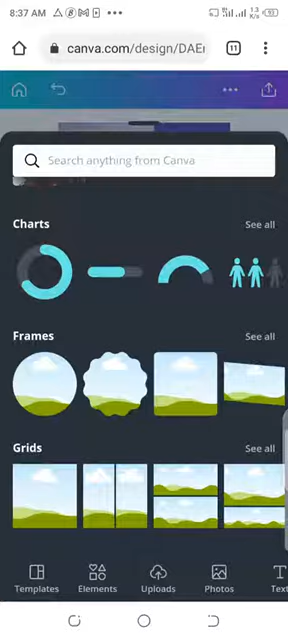 8:37 AM
canva.com/design/DAE
11
Search anything from Canva
Charts See all
Frames See all
Grids See all
Templates Elements Uploads Photos Text